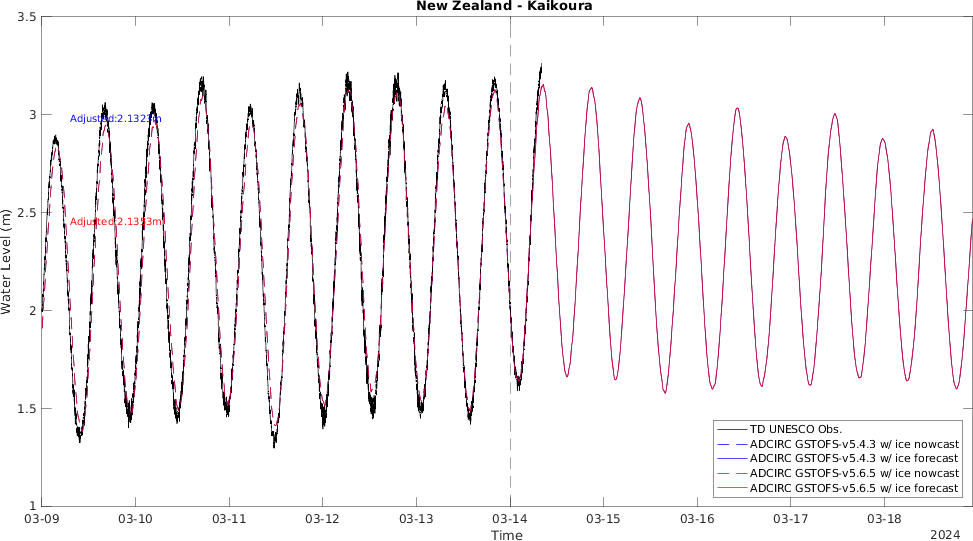 New Zealand - Kaikoura
3.5
3
2.5
2
1.5
1
Water Level (m)
Adjusted:2.1323m
Adjusted:2.1353m
TD UNESCO Obs.
ADCIRC GSTOFS-v5.4.3 w/ ice nowcast
ADCIRC GSTOFS-v5.4.3 w/ ice forecast
ADCIRC GSTOFS-v5.6.5 w/ ice nowcast
ADCIRC GSTOFS-v5.6.5 w/ ice forecast
03-09 03-10 03-11 03-12 03-13 03-14 03-15 03-16 03-17 03-18
Time
2024